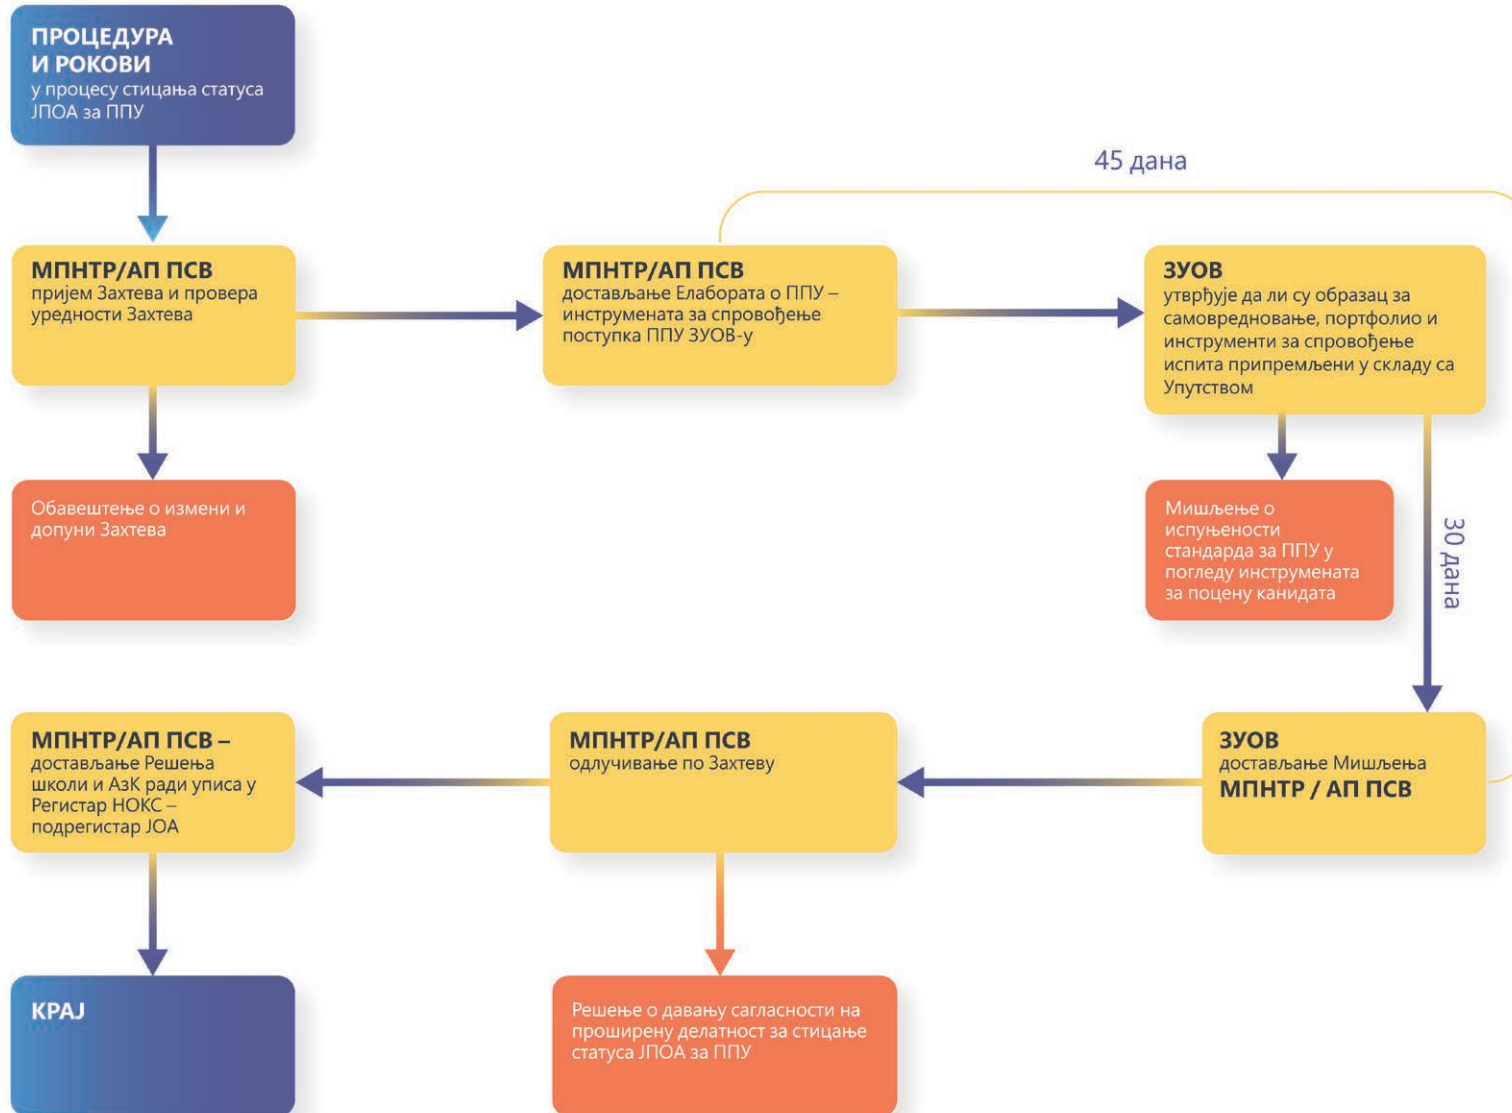 ПРОЦЕДУРА
И РОКОВИ
у процесу стицања статуса
ЈПОА за ППУ
45 дана
МПНТР/АП ПСВ
пријем Захтева и провера
уредности Захтева
МПНТР/АП ПСВ
достављање Елабората о ППУ –
инструмената за спровођење
поступка ППУ ЗУОВ-у
ЗУОВ
утврђује да ли су образац за
самовредновање, портфолио и
инструменти за спровођење
испита припремљени у складу са
Упутством
Обавештење о измени и
допуни Захтева
Мишљење о
испуњености
стандарда за ППУ у
погледу инструмената
за поцену канидата
30 дана
МПНТР/АП ПСВ –
достављање Решења
школи и АзК ради уписа у
Регистар НОКС –
подрегистар ЈОА
МПНТР/АП ПСВ
одлучивање по Захтеву
ЗУОВ
достављање Мишљења
МПНТР / АП ПСВ
КРАЈ
Решење о давању сагласности на
проширену делатност за стицање
статуса ЈПОА за ППУ